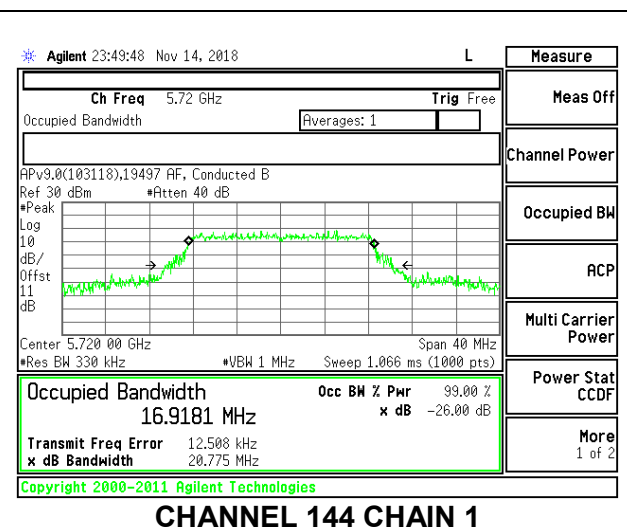 Agilent 23:49:48 Nov 14, 2018 L
Measure
Ch Freq 5.72 GHz Trig Free
Meas Off
Occupied Bandwidth Averages: 1
Channel Power
APv9.0(103118),19497 AF, Conducted B
Ref 30 dBm #Atten 40 dB
#Peak
Log
10
dB/
Offst
11
dB
Occupied BW
ACP
Multi Carrier
Power
Center 5.720 00 GHz Span 40 MHz
#Res BW 330 kHz #VBW 1 MHz Sweep 1.066 ms (1000 pts)
Power Stat
CCDF
Occupied Bandwidth Occ BW % Pwr 99.00 %
16.9181 MHz x dB -26.00 dB
Transmit Freq Error 12.508 kHz
x dB Bandwidth 20.775 MHz
More
1 of 2
Copyright 2000-2011 Agilent Technologies
CHANNEL 144 CHAIN 1